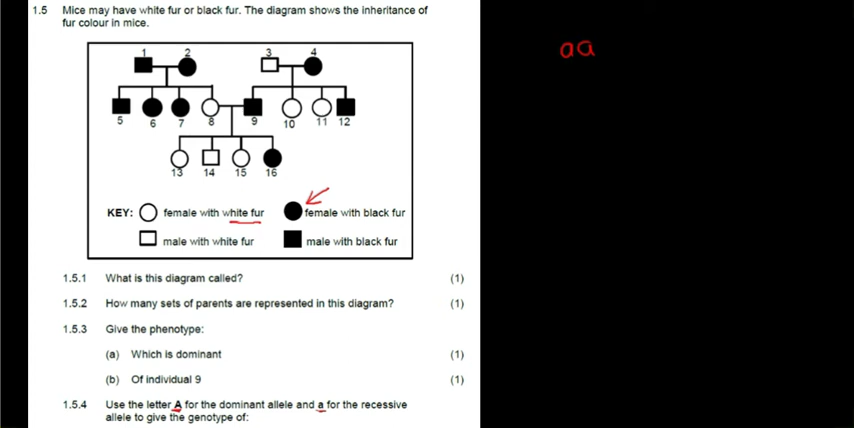 1.5 Mice may have white fur or black fur. The diagram shows the inheritance of
fur colour in mice.
1 2 3 4
5 6 7 8 9 10 11 12
13 14 15 16
KEY: female with white fur female with black fur
male with white fur male with black fur
1.5.1 What is this diagram called? (1)
1.5.2 How many sets of parents are represented in this diagram? (1)
1.5.3 Give the phenotype:
(a) Which is dominant (1)
(b) Of individual 9 (1)
1.5.4 Use the letter A for the dominant allele and a for the recessive
allele to give the genotype of:
aa